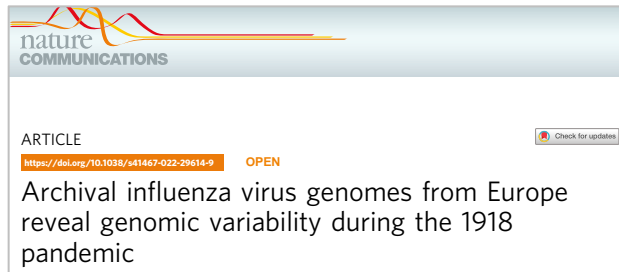 nature
COMMUNICATIONS
ARTICLE
Check for updates
https://doi.org/10.1038/s41467-022-29614-9 OPEN
Archival influenza virus genomes from Europe
reveal genomic variability during the 1918
pandemic